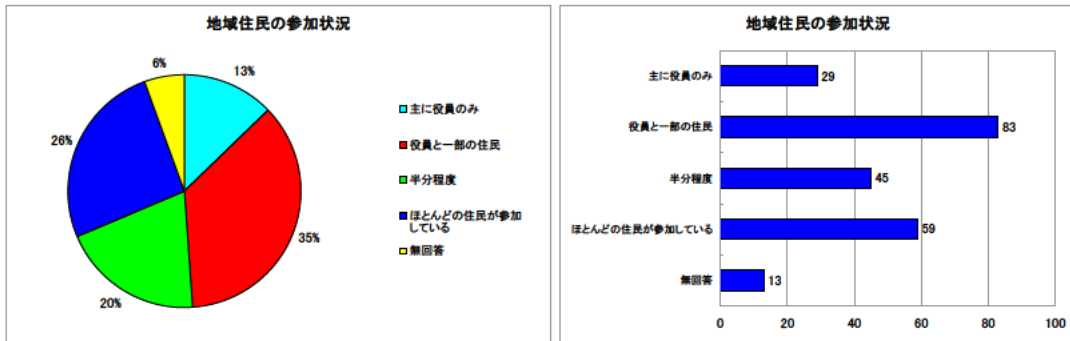 地域住民の参加状況
6%
13%
26%
35%
20%
主に役員のみ
役員と一部の住民
半分程度
ほとんどの住民が参加
している
無回答
地域住民の参加状況
主に役員のみ
29
役員と一部の住民
83
半分程度
45
ほとんどの住民が参加している
59
無回答
13
0 20 40 60 80 100